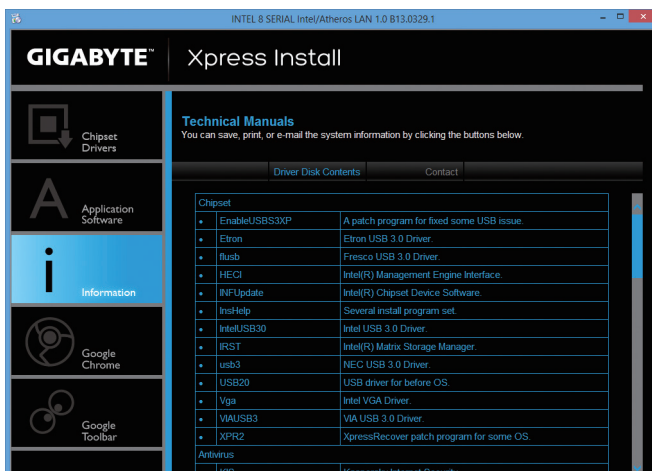 INTEL 8 SERIAL Intel/Atheros LAN 1.0 B13.0329.1
GIGABYTE™ Xpress Install
Chipset
Drivers
Application
Software
Information
Google
Chrome
Google
Toolbar
Technical Manuals
You can save, print, or e-mail the system information by clicking the buttons below.
Driver Disk Contents Contact
Chipset
• EnableUSBS3XP A patch program for fixed some USB issue.
• Etron Etron USB 3.0 Driver.
• flusb Fresco USB 3.0 Driver.
• HECI Intel(R) Management Engine Interface.
• INFUpdate Intel(R) Chipset Device Software.
• InsHelp Several install program set.
• IntelUSB30 Intel USB 3.0 Driver.
• IRST Intel(R) Matrix Storage Manager.
• usb3 NEC USB 3.0 Driver.
• USB20 USB driver for before OS.
• Vga Intel VGA Driver.
• VIAUSB3 VIA USB 3.0 Driver.
• XPR2 XpressRecover patch program for some OS.
Antivirus